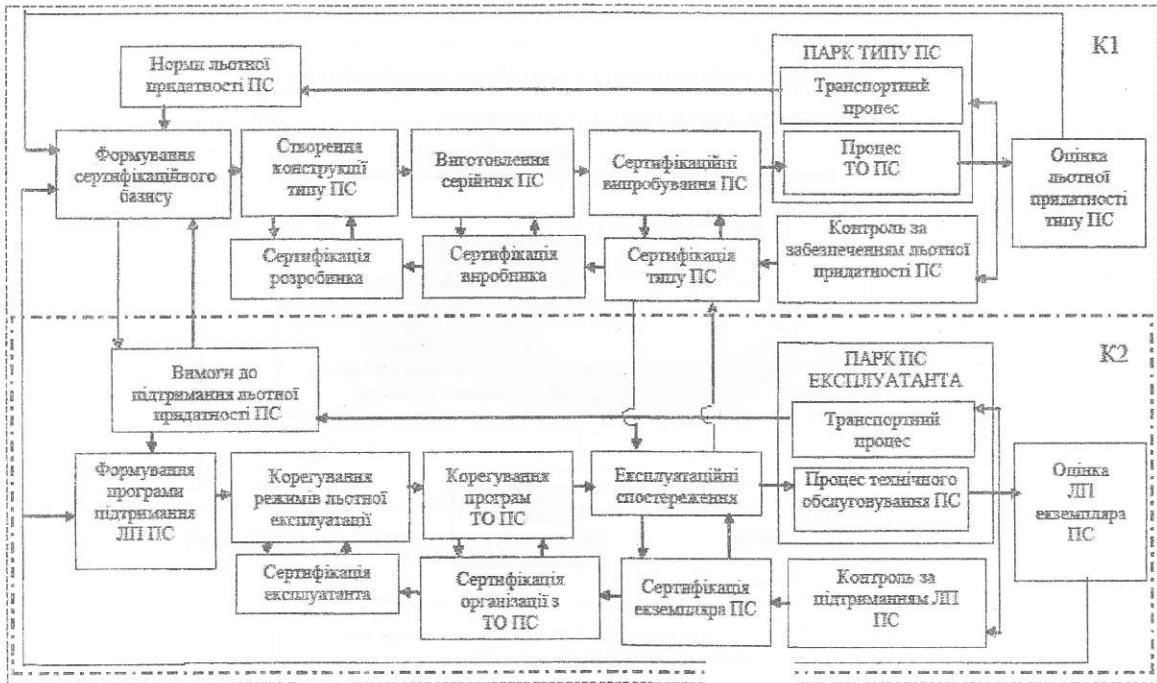 К1
Норми льотної
придатності ПС
ПАРК ТИПУ ПС
Транспортний
процес
Формування
сертифікаційного
базису
Створення
конструкції
типу ПС
Виготовлення
серійних ПС
Сертифікаційні
випробування ПС
Процес
ТО ПС
Оцінка
льотної
придатності
типу ПС
Сертифікація
розробника
Сертифікація
виробника
Сертифікація
типу ПС
Контроль за
забезпеченням льотної
придатності ПС
К2
Вимоги до
підтримання льотної
придатності ПС
ПАРК ПС
ЕКСПЛУАТАНТА
Транспортний
процес
Формування
програми
підтримання
ЛП ПС
Корегування
режимів льотної
експлуатації
Корегування
програм
ТО ПС
Експлуатаційні
спостереження
Процес технічного
обслуговування ПС
Оцінка
ЛП
екземпляра
ПС
Сертифікація
експлуатанта
Сертифікація
організації з
ТО ПС
Сертифікація
екземпляра ПС
Контроль за
підтриманням ЛП
ПС